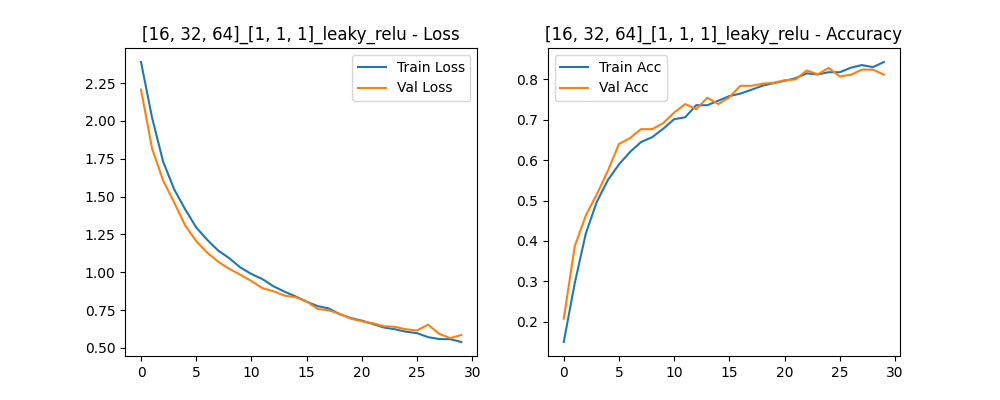 [16, 32, 64]_[1, 1, 1]_leaky_relu - Loss
Train Loss
Val Loss
2.25
2.00
1.75
1.50
1.25
1.00
0.75
0.50
0 5 10 15 20 25 30
[16, 32, 64]_[1, 1, 1]_leaky_relu - Accuracy
Train Acc
Val Acc
0.8
0.7
0.6
0.5
0.4
0.3
0.2
0 5 10 15 20 25 30